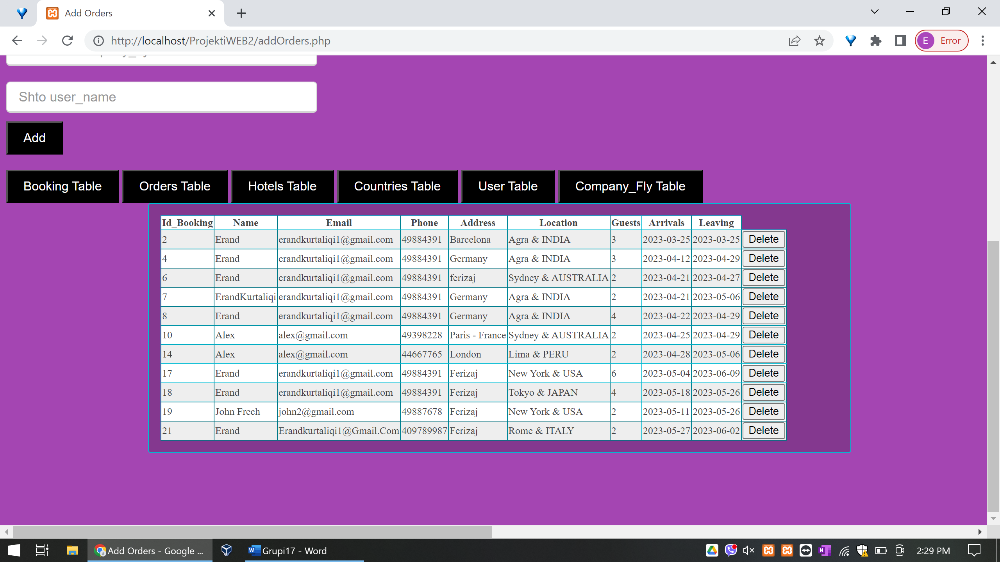 Add Orders
http://localhost/ProjektiWEB2/addOrders.php
E Error
Shto user_name
Add
Booking Table Orders Table Hotels Table Countries Table User Table Company_Fly Table
Id_Booking Name Email Phone Address Location Guests Arrivals Leaving
2 Erand erandkurtaliqi1@gmail.com 49884391 Barcelona Agra & INDIA 3 2023-03-25 2023-03-25 Delete
4 Erand erandkurtaliqi1@gmail.com 49884391 Germany Agra & INDIA 3 2023-04-12 2023-04-29 Delete
6 Erand erandkurtaliqi1@gmail.com 49884391 ferizaj Sydney & AUSTRALIA 2 2023-04-21 2023-04-27 Delete
7 ErandKurtaliqi erandkurtaliqi1@gmail.com 49884391 Germany Agra & INDIA 2 2023-04-21 2023-05-06 Delete
8 Erand erandkurtaliqi1@gmail.com 49884391 Germany Agra & INDIA 4 2023-04-22 2023-04-29 Delete
10 Alex alex@gmail.com 49398228 Paris - France Sydney & AUSTRALIA 2 2023-04-25 2023-04-29 Delete
14 Alex alex@gmail.com 44667765 London Lima & PERU 2 2023-04-28 2023-05-06 Delete
17 Erand erandkurtaliqi1@gmail.com 49884391 Ferizaj New York & USA 6 2023-05-04 2023-06-09 Delete
18 Erand erandkurtaliqi1@gmail.com 49884391 Ferizaj Tokyo & JAPAN 4 2023-05-18 2023-05-26 Delete
19 John Frech john2@gmail.com 49887678 Ferizaj New York & USA 2 2023-05-11 2023-05-26 Delete
21 Erand Erandkurtaliqi1@Gmail.Com 409789987 Ferizaj Rome & ITALY 2 2023-05-27 2023-06-02 Delete
Add Orders - Google ... Grupi17 - Word 2:29 PM